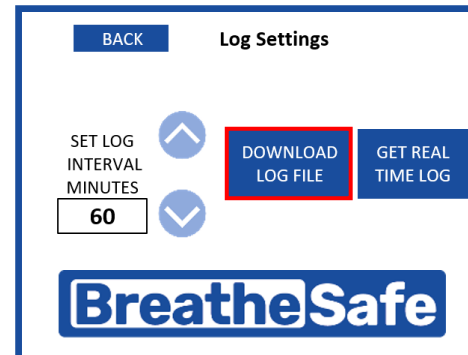 BACK
Log Settings
SET LOG
INTERVAL
MINUTES
60
DOWNLOAD
LOG FILE
GET REAL
TIME LOG
BreatheSafe